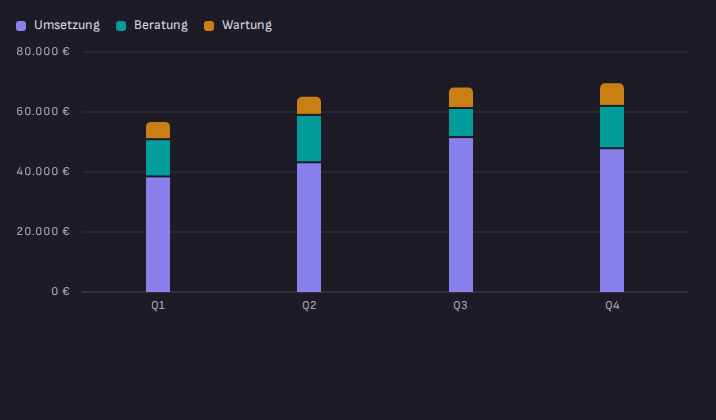 Umsetzung Beratung Wartung
80.000 €
60.000 €
40.000 €
20.000 €
0 €
Q1 Q2 Q3 Q4